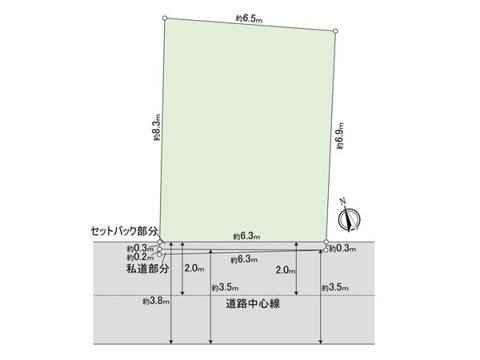 約6.5m
約8.3m
約6.9m
N
セットバック部分
約6.3m
約0.3m
約0.3m
約0.2m
私道部分
約6.3m
2.0m
2.0m
約3.5m
約3.5m
約3.8m
道路中心線